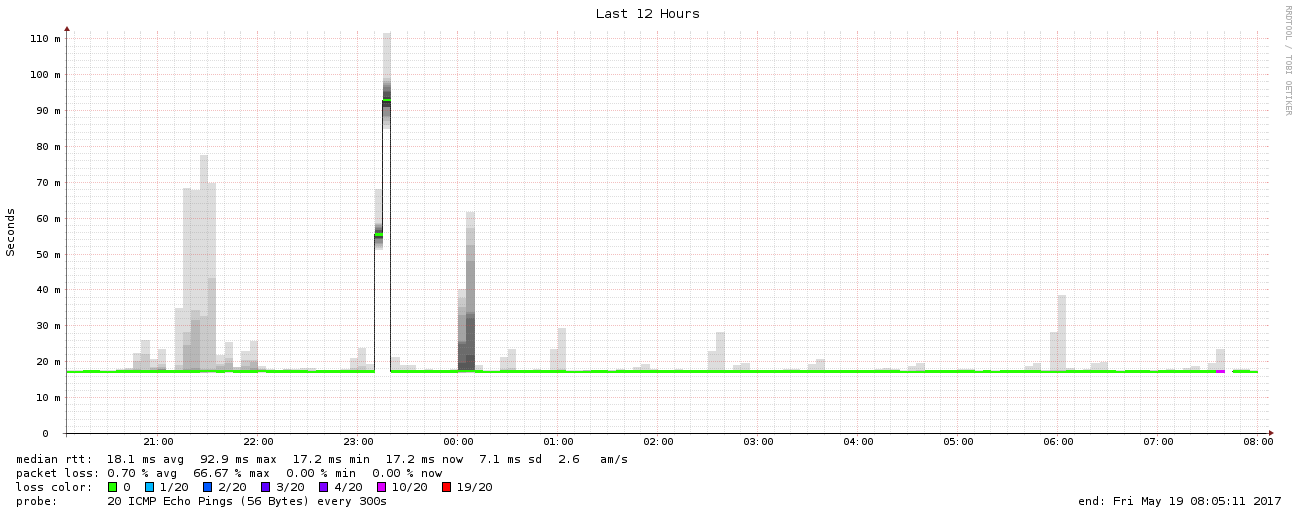 Last 12 Hours
RRDTOOL / TOBI OETIKER
Seconds
110 m
100 m
90 m
80 m
70 m
60 m
50 m
40 m
30 m
20 m
10 m
0
21:00 22:00 23:00 00:00 01:00 02:00 03:00 04:00 05:00 06:00 07:00 08:00
median rtt: 18.1 ms avg 92.9 ms max 17.2 ms min 17.2 ms now 7.1 ms sd 2.6 am/s
packet loss: 0.70 % avg 66.67 % max 0.00 % min 0.00 % now
loss color: 0 1/20 2/20 3/20 4/20 10/20 19/20
probe: 20 ICMP Echo Pings (56 Bytes) every 300s end: Fri May 19 08:05:11 2017